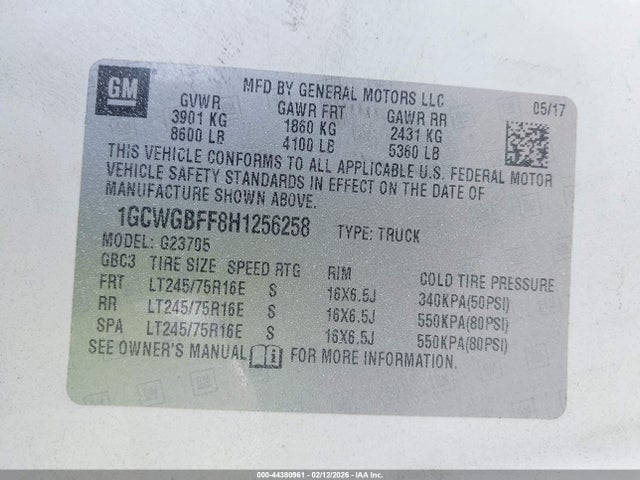 GM
MFD BY GENERAL MOTORS LLC
GVWR GAWR FRT GAWR RR 05/17
3901 KG 1860 KG 2431 KG
8600 LB 4100 LB 5360 LB
THIS VEHICLE CONFORMS TO ALL APPLICABLE U.S. FEDERAL MOTOR
VEHICLE SAFETY STANDARDS IN EFFECT ON THE DATE OF
MANUFACTURE SHOWN ABOVE.
1GCWGBFF8H1256258 TYPE: TRUCK
MODEL: G23705
GBC3 TIRE SIZE SPEED RTG RIM COLD TIRE PRESSURE
FRT LT245/75R16E S 16X6.5J 340KPA(50PSI)
RR LT245/75R16E S 16X6.5J 550KPA(80PSI)
SPA LT245/75R16E S 16X6.5J 550KPA(80PSI)
SEE OWNER'S MANUAL i FOR MORE INFORMATION.
000-44380961 - 02/12/2026 - IAA Inc.